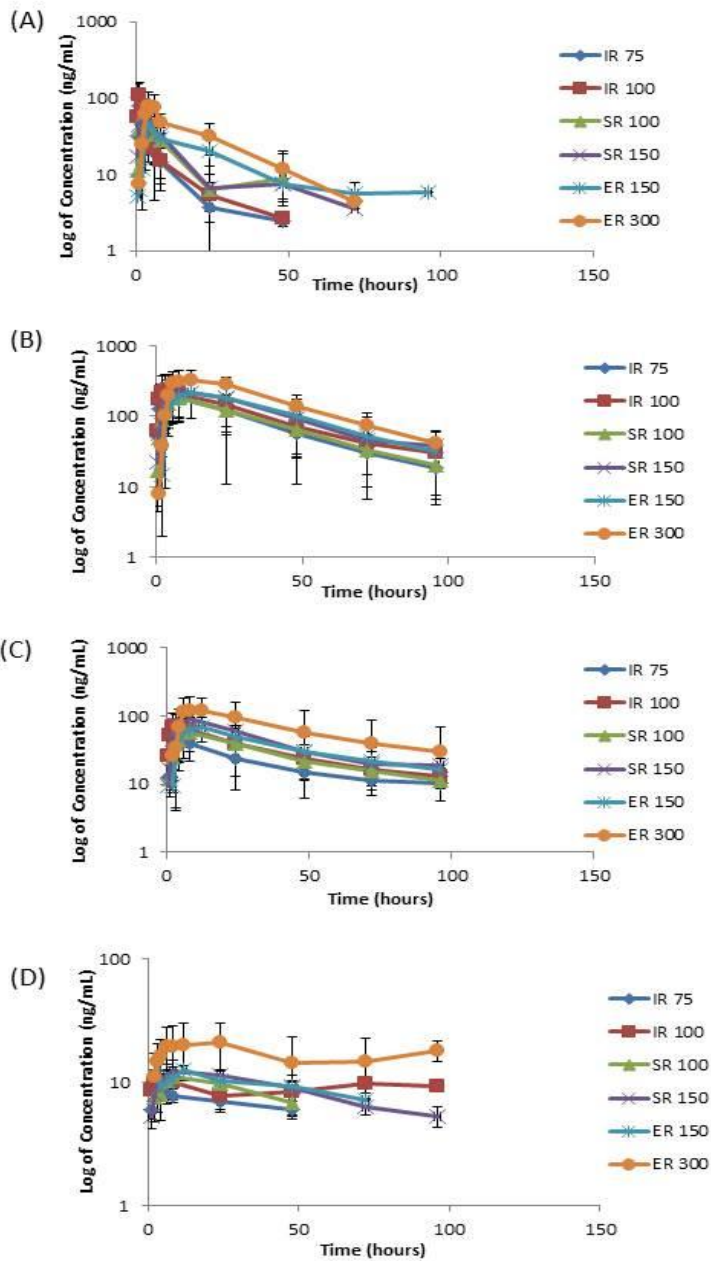 (A)
Log of Concentration (ng/mL)
1000
100
10
1
0
50
100
150
Time (hours)
IR 75
IR 100
SR 100
SR 150
ER 150
ER 300
(B)
Log of Concentration (ng/mL)
1000
100
10
1
0
50
100
150
Time (hours)
IR 75
IR 100
SR 100
SR 150
ER 150
ER 300
(C)
Log of Concentration (ng/mL)
1000
100
10
1
0
50
100
150
Time (hours)
IR 75
IR 100
SR 100
SR 150
ER 150
ER 300
(D)
Log of Concentration (ng/mL)
100
10
1
0
50
100
150
Time (hours)
IR 75
IR 100
SR 100
SR 150
ER 150
ER 300